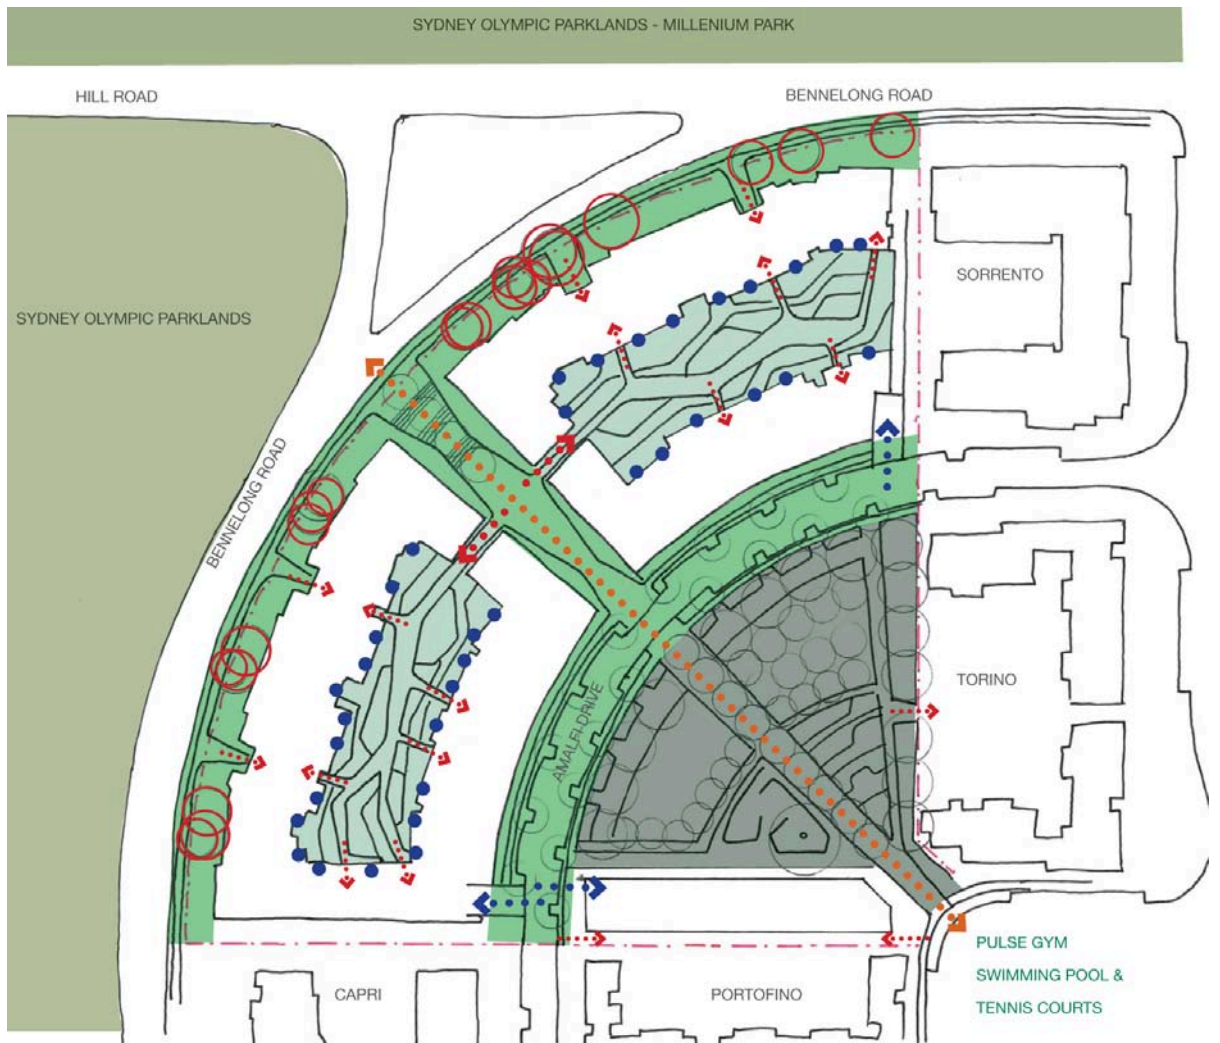 SYDNEY OLYMPIC PARKLANDS - MILLENIUM PARK
HILL ROAD
BENNELONG ROAD
SORRENTO
SYDNEY OLYMPIC PARKLANDS
BENNELONG ROAD
TORINO
AMALFI DRIVE
PULSE GYM
SWIMMING POOL &
TENNIS COURTS
CAPRI
PORTOFINO